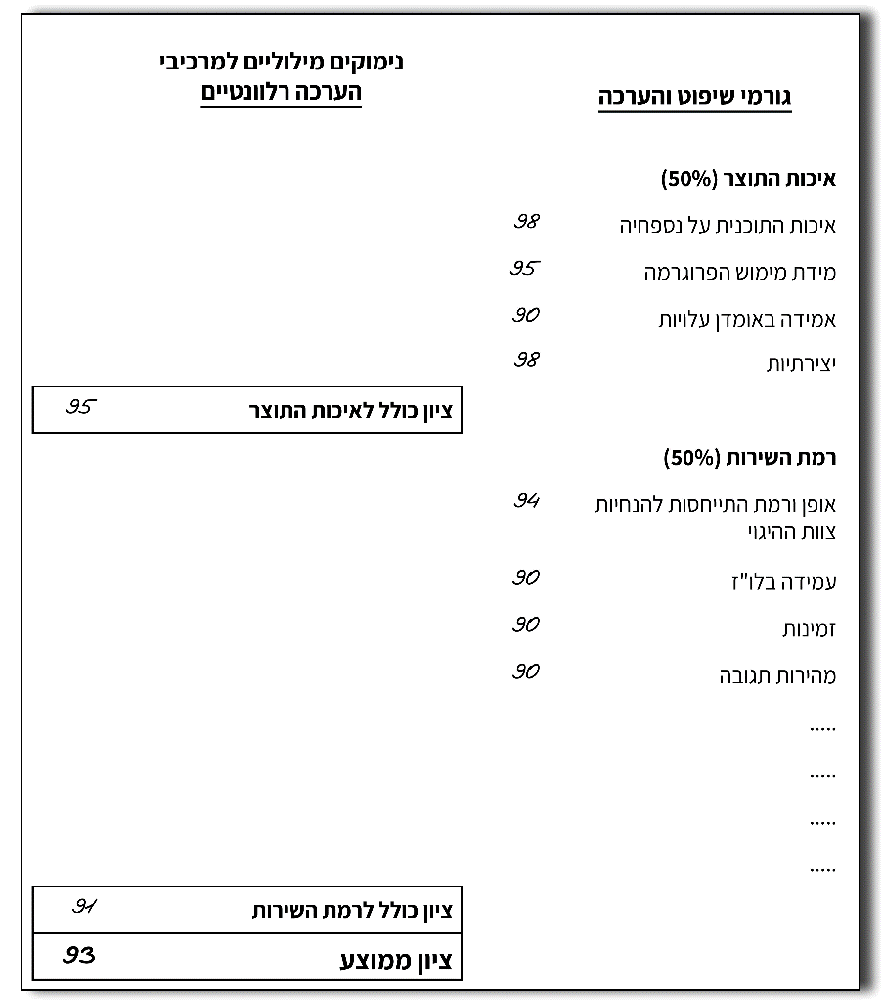 גורמי שיפוט והערכה
נימוקים מילוליים למרכיבי
הערכה רלוונטיים
איכות התוצר (50%)
איכות התוכנית על נספחיה 98
מידת מימוש הפרוגרמה 95
אמידה באומדן עלויות 90
יצירתיות 98
ציון כולל לאיכות התוצר 95
רמת השירות (50%)
אופן ורמת התייחסות להנחיות 94
צוות ההיגוי
עמידה בלו"ז 90
זמינות 90
מהירות תגובה 90
.....
.....
.....
.....
ציון כולל לרמת השירות 91
ציון ממוצע 93